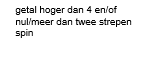 getal hoger dan 4 en/of
nul/meer dan twee strepen
spin